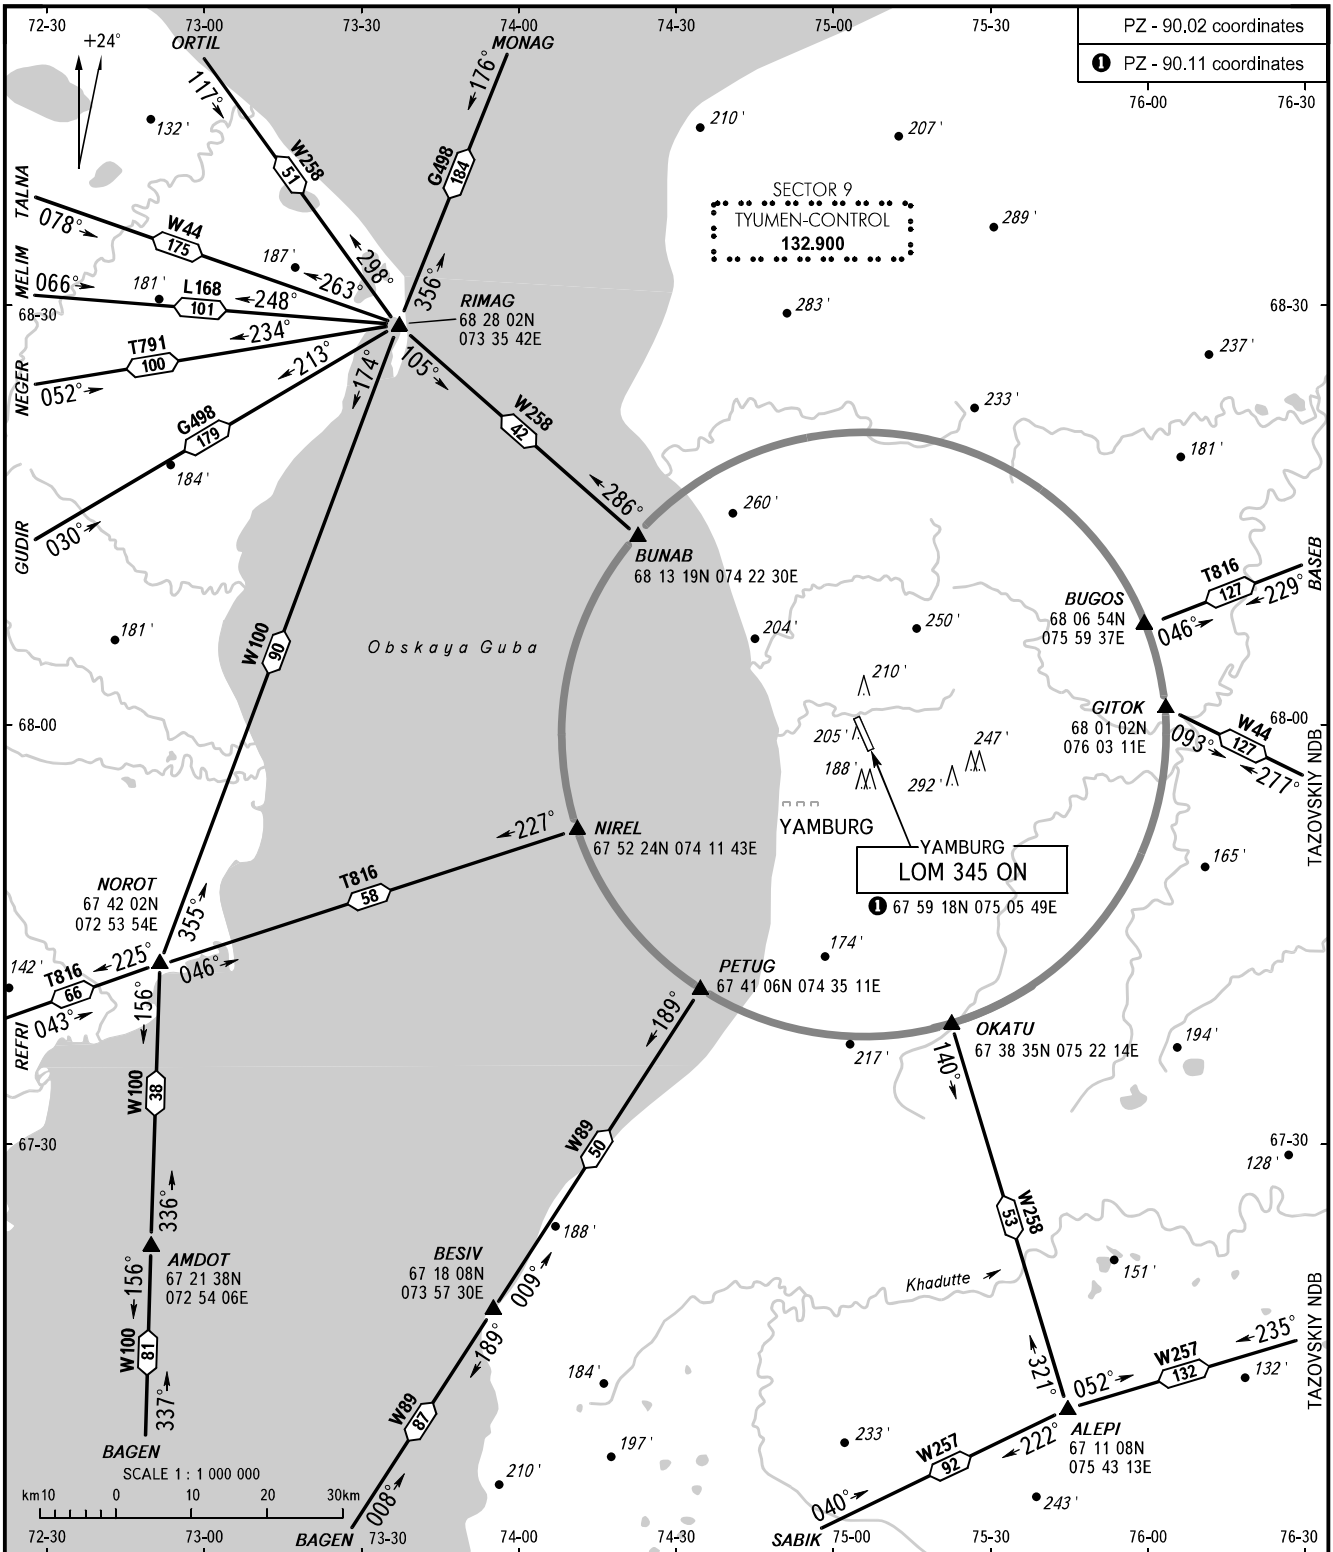 72-30
73-00
73-30
74-00
74-30
75-00
75-30
PZ - 90.02 coordinates
1 PZ - 90.11 coordinates
76-00
76-30
+24°
ORTIL
MONAG
117°
176°
132'
210'
207'
W258
51
G498
184
SECTOR 9
TYUMEN-CONTROL
132.900
TALNA
078°
W44
175
289'
187'
263°
298°
356°
MELIM
066°
181'
L168
101
248°
RIMAG
68 28 02N
073 35 42E
283'
68-30
68-30
234°
T791
100
213°
174°
105°
237'
NEGER
052°
G498
179
W258
42
233'
184'
181'
286°
260'
GUDIR
030°
BUNAB
68 13 19N 074 22 30E
BASEB
T816
127
229°
BUGOS
68 06 54N
075 59 37E
046°
181'
Obskaya Guba
W100
90
204'
250'
210'
GITOK
68 01 02N
076 03 11E
68-00
68-00
093°
W44
127
277°
TAZOVSKIY NDB
205'
188'
247'
292'
YAMBURG
227°
NIREL
67 52 24N 074 11 43E
YAMBURG
LOM 345 ON
1 67 59 18N 075 05 49E
165'
T816
58
NOROT
67 42 02N
072 53 54E
355°
225°
046°
174'
142'
T816
66
043°
156°
REFRI
PETUG
67 41 06N 074 35 11E
189°
OKATU
67 38 35N 075 22 14E
217'
140°
194'
W100
38
67-30
67-30
W89
50
128'
336°
188'
W258
53
AMDOT
67 21 38N
072 54 06E
156°
BESIV
67 18 08N
073 57 30E
009°
189°
Khadutte
151'
TAZOVSKIY NDB
235°
W100
81
337°
184'
321°
052°
W257
132
132'
W89
87
ALEPI
67 11 08N
075 43 13E
222°
BAGEN
SCALE 1 : 1 000 000
km10 0 10 20 30km
008°
197'
210'
233'
W257
92
040°
243'
BAGEN
SABIK
72-30
73-00
73-30
74-00
74-30
75-00
75-30
76-00
76-30